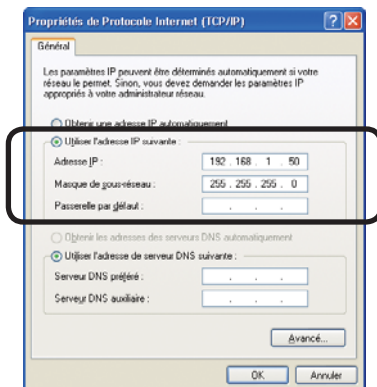 Propriétés de Protocole Internet (TCP/IP)
Général
Les paramètres IP peuvent être déterminés automatiquement si votre
réseau le permet. Sinon, vous devez demander les paramètres IP
appropriés à votre administrateur réseau.
Obtenir une adresse IP automatiquement
Utiliser l'adresse IP suivante :
Adresse IP : 192 . 168 . 1 . 50
Masque de sous-réseau : 255 . 255 . 255 . 0
Passerelle par défaut : . . .
Obtenir les adresses des serveurs DNS automatiquement
Utiliser l'adresse de serveur DNS suivante :
Serveur DNS préféré : . . .
Serveur DNS auxiliaire : . . .
Avancé...
OK Annuler